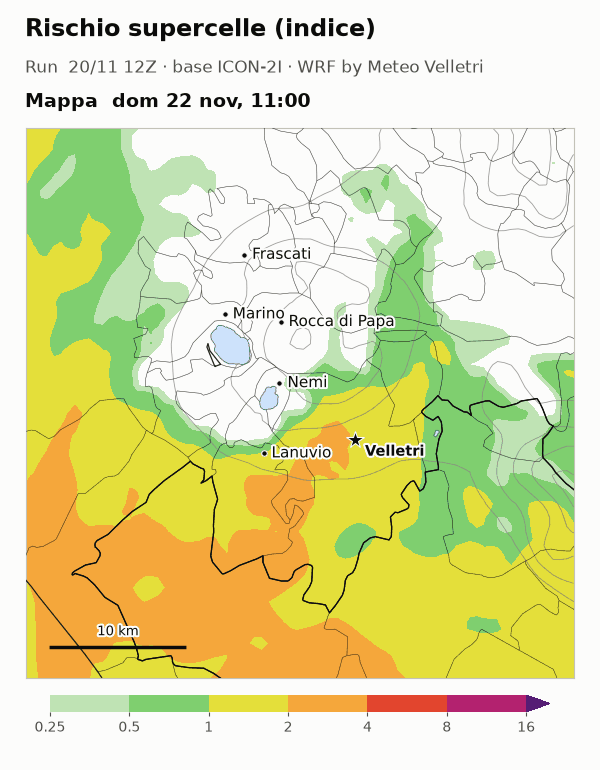 Rischio supercelle (indice)
Run 20/11 12Z · base ICON-2I · WRF by Meteo Velletri
Mappa dom 22 nov, 11:00
Frascati
Marino
Rocca di Papa
Nemi
Velletri
Lanuvio
10 km
0.25 0.5 1 2 4 8 16